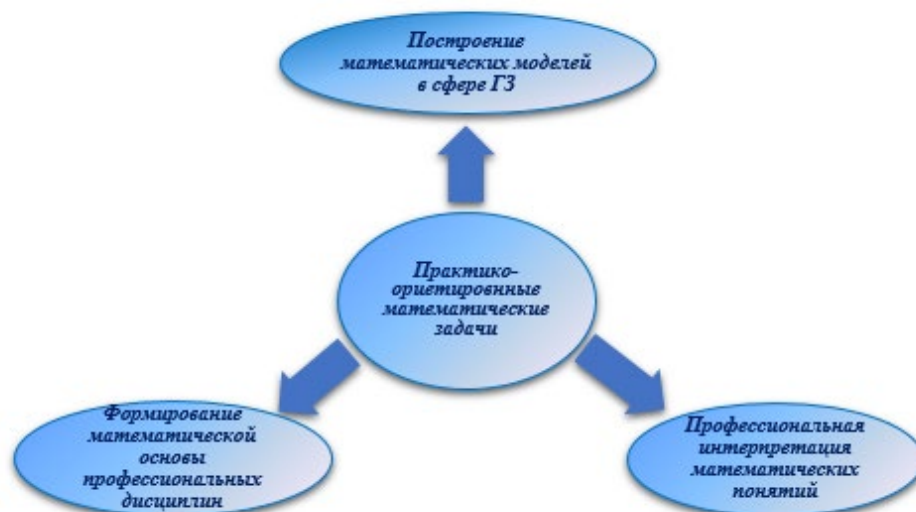 Построение
математических моделей
в сфере ГЗ
Практико-
ориетировнные
математические
задачи
Формирование
математической
основы
профессиональных
дисциплин
Профессиональная
интерпретация
математических
понятий